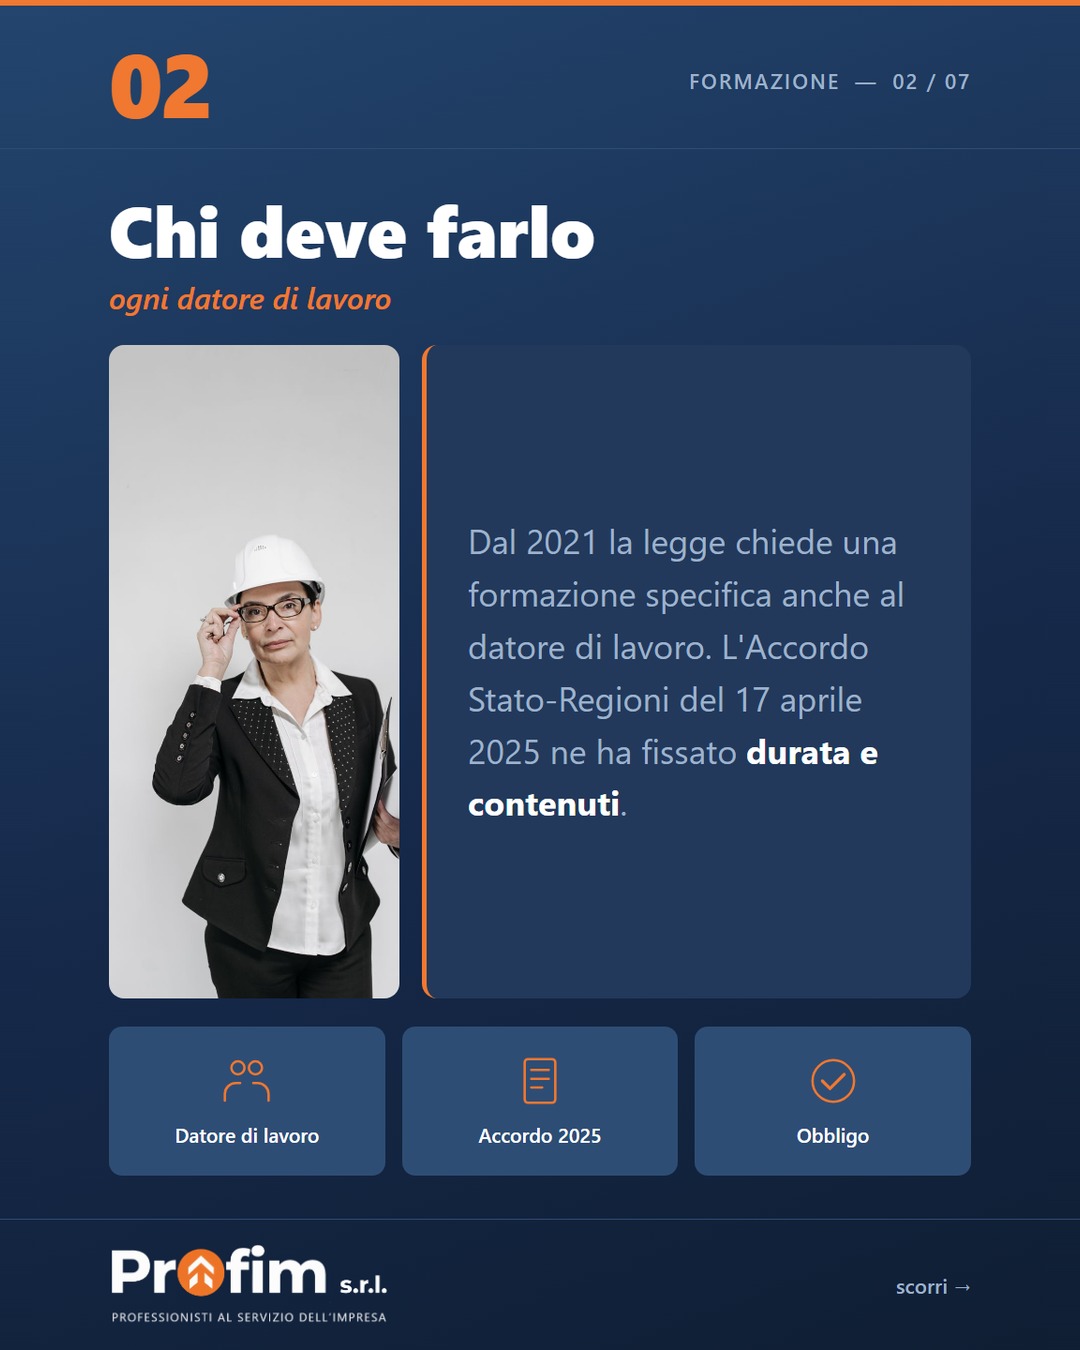 02
FORMAZIONE — 02 / 07
Chi deve farlo
ogni datore di lavoro
Dal 2021 la legge chiede una
formazione specifica anche al
datore di lavoro. L'Accordo
Stato-Regioni del 17 aprile
2025 ne ha fissato durata e
contenuti.
Datore di lavoro
Accordo 2025
Obbligo
Profim s.r.l.
PROFESSIONISTI AL SERVIZIO DELL'IMPRESA
scorri →